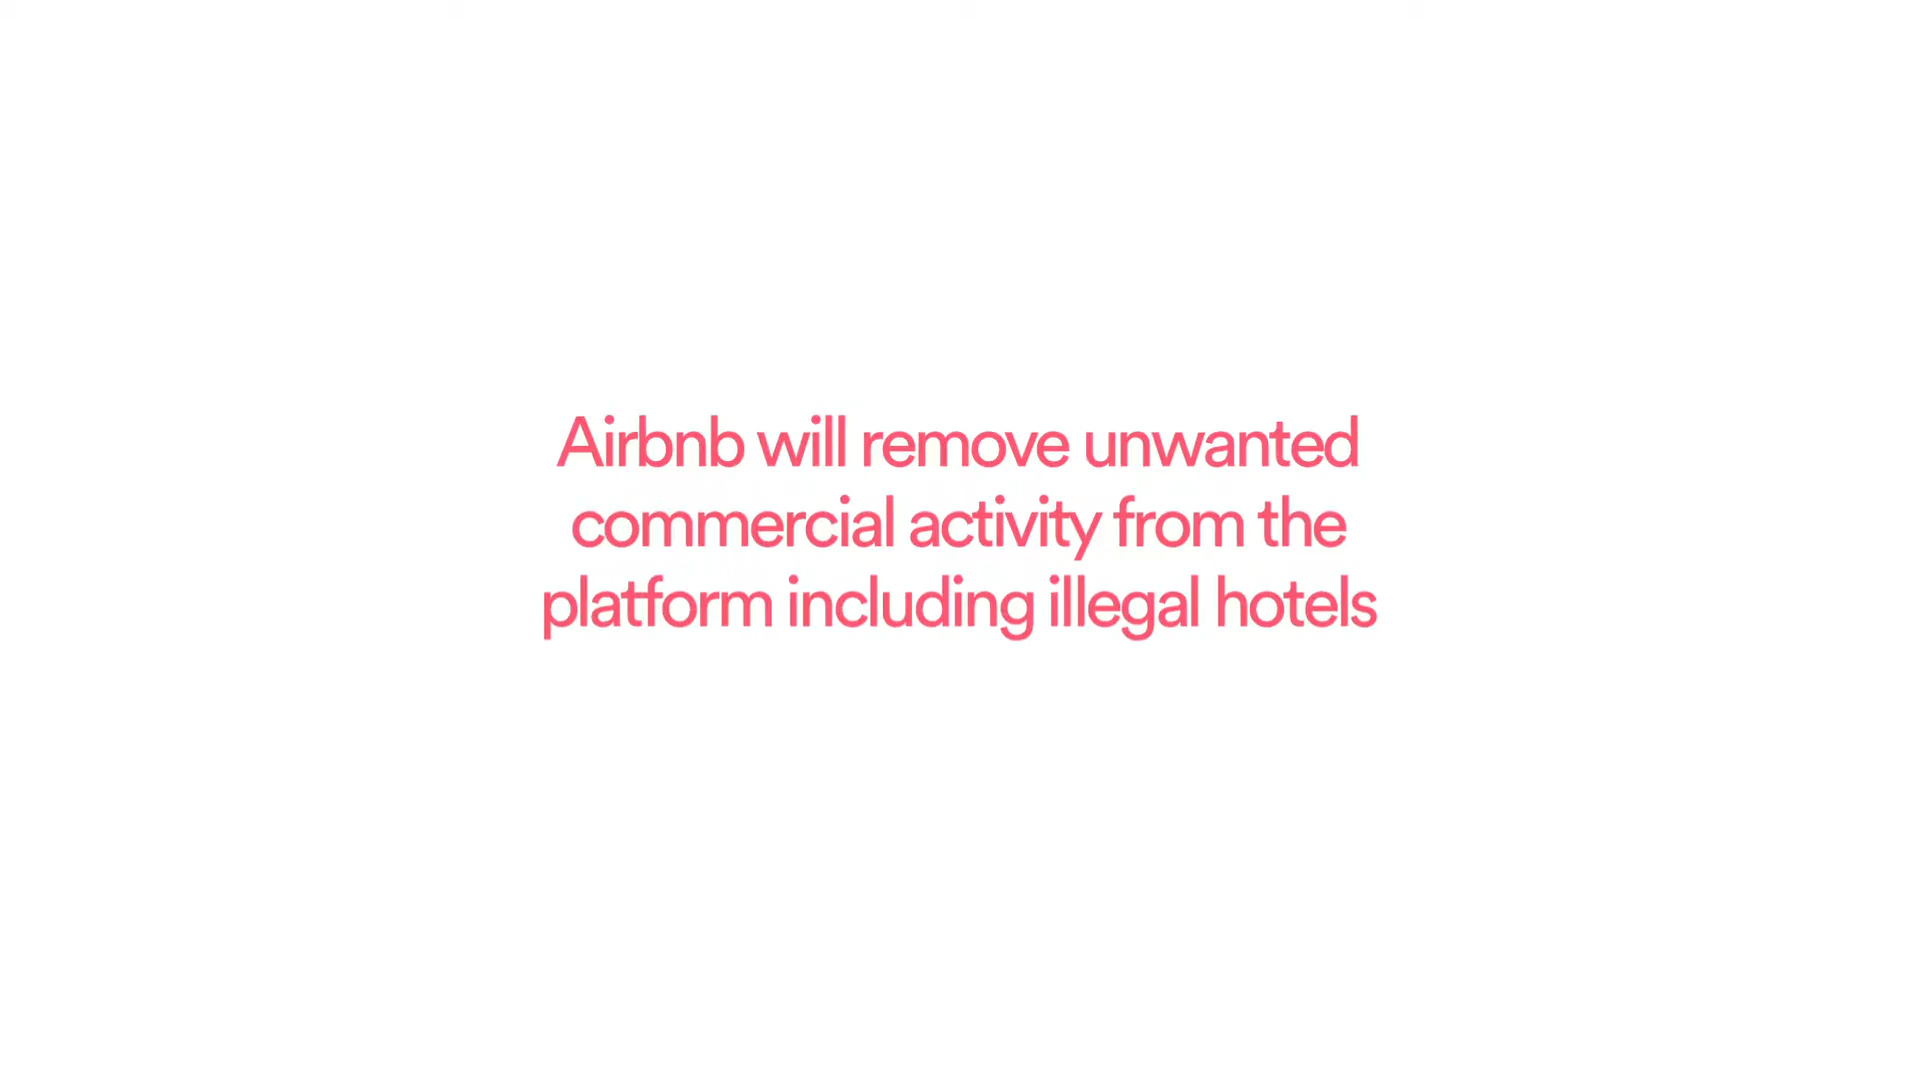 Airbnb will remove unwanted
commercial activity from the
platform including illegal hotels